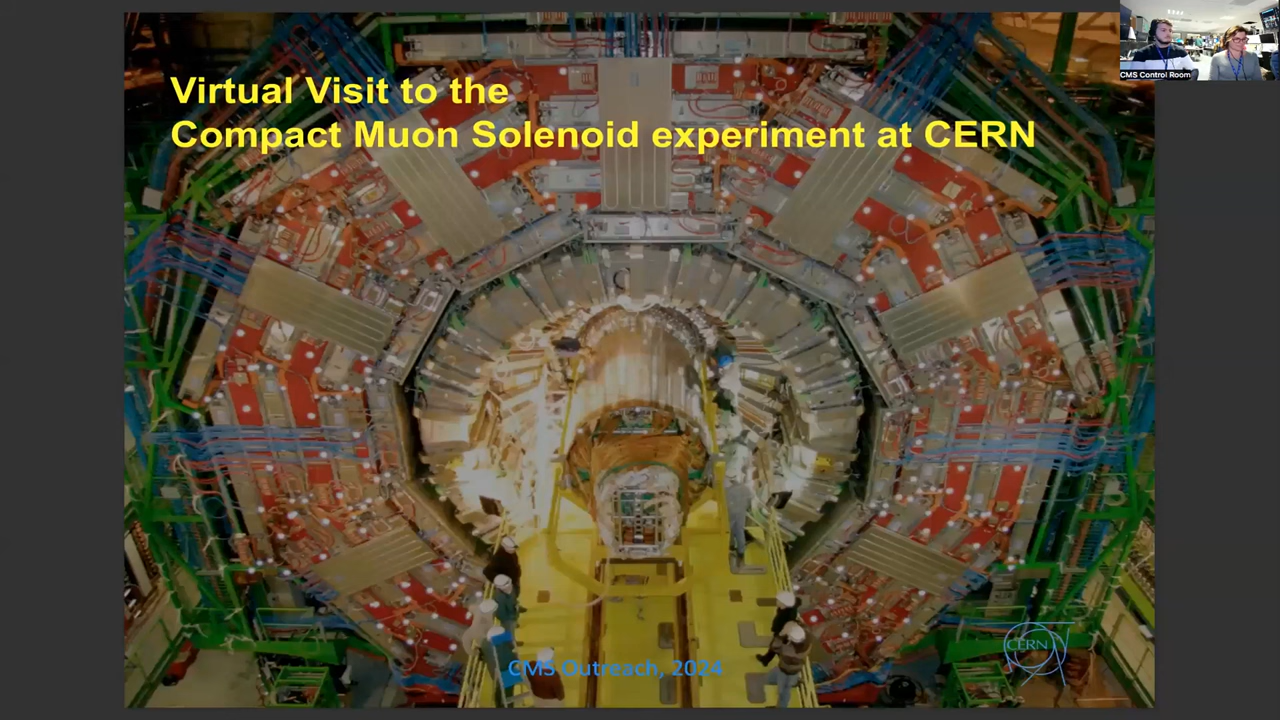 Virtual Visit to the
Compact Muon Solenoid experiment at CERN
CMS Control Room
CERN
CMS Outreach, 2024